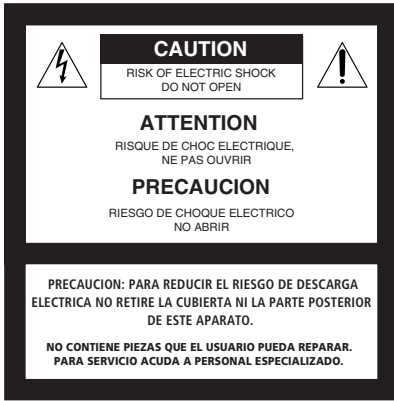 CAUTION
RISK OF ELECTRIC SHOCK
DO NOT OPEN
ATTENTION
RISQUE DE CHOC ELECTRIQUE,
NE PAS OUVRIR
PRECAUCION
RIESGO DE CHOQUE ELECTRICO
NO ABRIR
PRECAUCION: PARA REDUCIR EL RIESGO DE DESCARGA
ELECTRICA NO RETIRE LA CUBIERTA NI LA PARTE POSTERIOR
DE ESTE APARATO.
NO CONTIENE PIEZAS QUE EL USUARIO PUEDA REPARAR.
PARA SERVICIO ACUDA A PERSONAL ESPECIALIZADO.